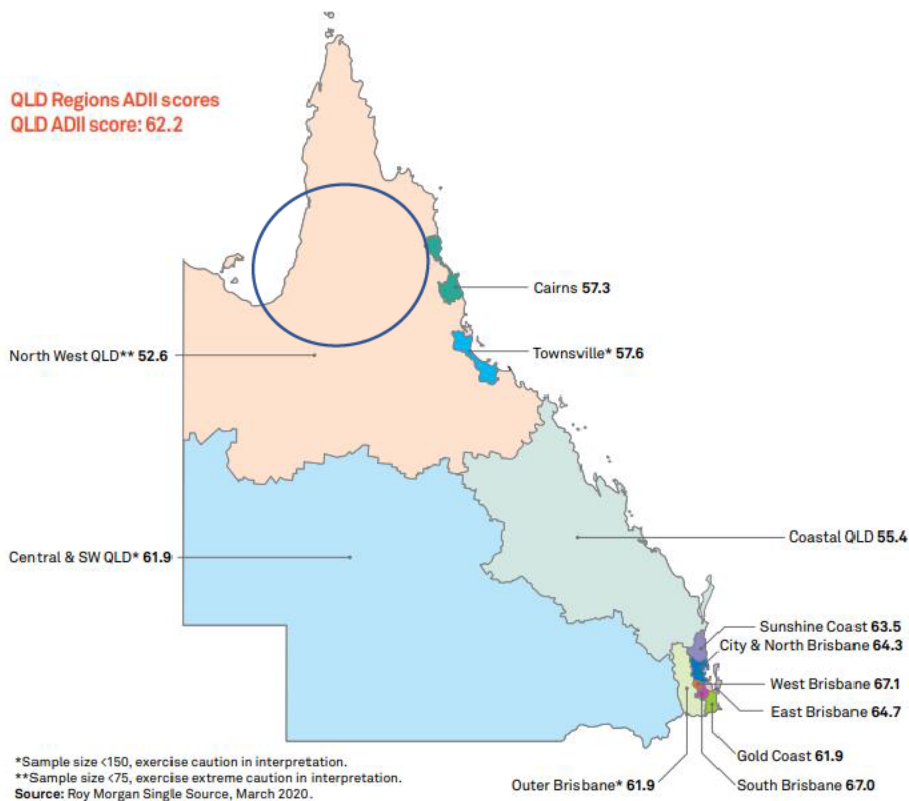 QLD Regions ADII scores
QLD ADII score: 62.2
Cairns 57.3
North West QLD** 52.6
Townsville* 57.6
Coastal QLD 55.4
Central & SW QLD* 61.9
Sunshine Coast 63.5
City & North Brisbane 64.3
West Brisbane 67.1
East Brisbane 64.7
Gold Coast 61.9
Outer Brisbane* 61.9
South Brisbane 67.0
*Sample size <150, exercise caution in interpretation.
**Sample size <75, exercise extreme caution in interpretation.
Source: Roy Morgan Single Source, March 2020.